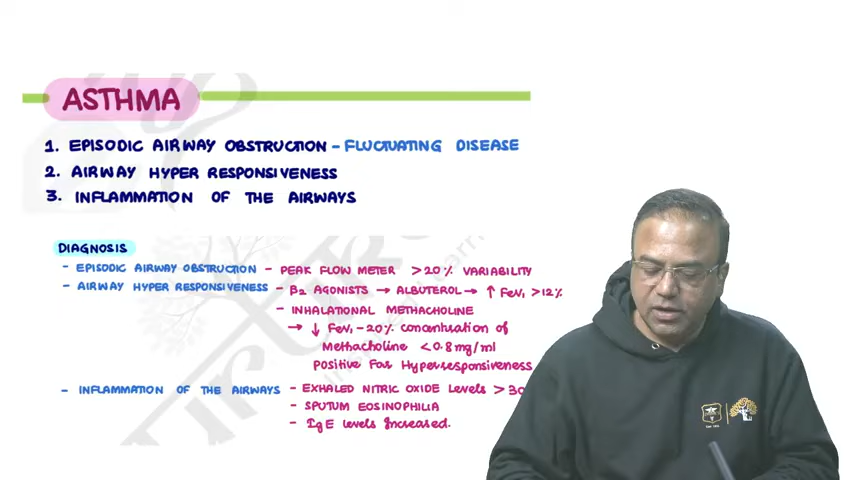 ASTHMA
1. EPISODIC AIRWAY OBSTRUCTION - FLUCTUATING DISEASE
2. AIRWAY HYPER RESPONSIVENESS
3. INFLAMMATION OF THE AIRWAYS
DIAGNOSIS
- EPISODIC AIRWAY OBSTRUCTION - PEAK FLOW METER >20% VARIABILITY
- AIRWAY HYPER RESPONSIVENESS - β2 AGONISTS → ALBUTEROL → ↑ FeV1 >12%
- INHALATIONAL METHACHOLINE
→ ↓ FeV1 - 20% concentration of
Methacholine <0.8mg/ml
Positive For Hyperresponsiveness
- INFLAMMATION OF THE AIRWAYS - EXHALED NITRIC OXIDE Levels > 30
- SPUTUM EOSINOPHILIA
- IgE levels Increased.